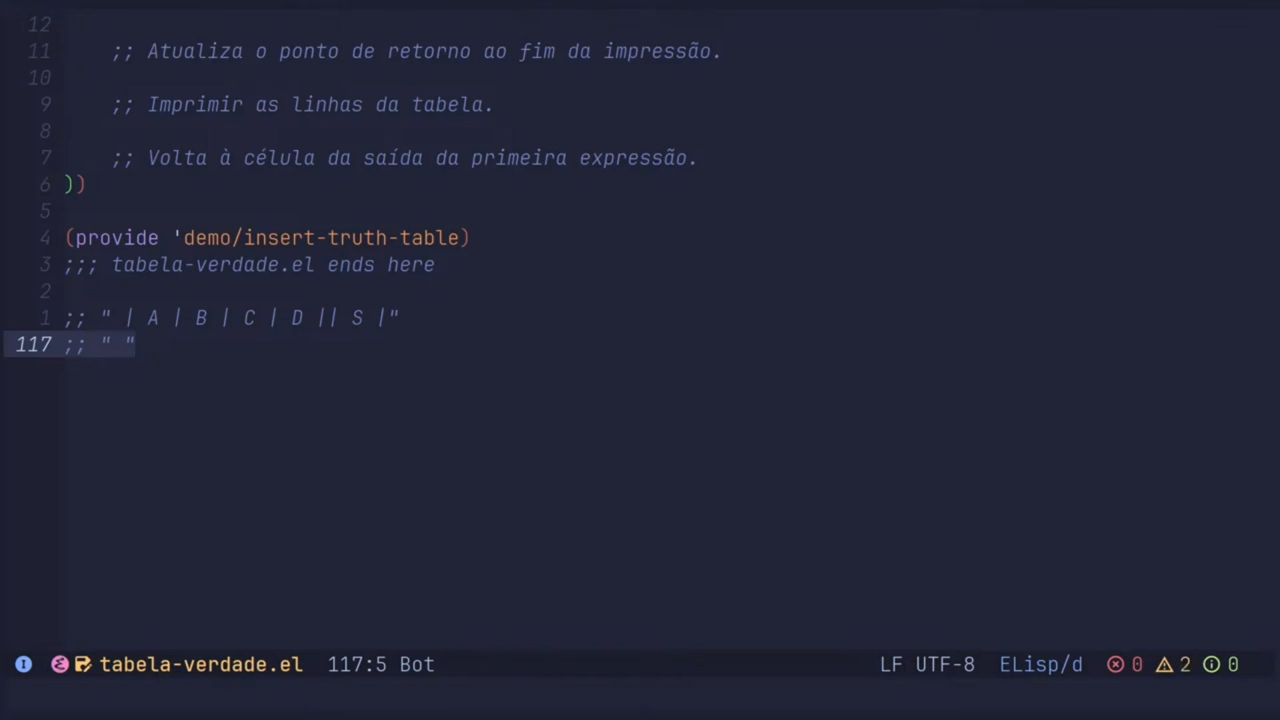 12
11 ;; Atualiza o ponto de retorno ao fim da impressão.
10
9 ;; Imprimir as linhas da tabela.
8
7 ;; Volta à célula da saída da primeira expressão.
6 ))
5
4 (provide 'demo/insert-truth-table)
3 ;;; tabela-verdade.el ends here
2
1 ;; " | A | B | C | D || S |"
117 ;; " "
I tabela-verdade.el 117:5 Bot LF UTF-8 ELisp/d 0 2 0